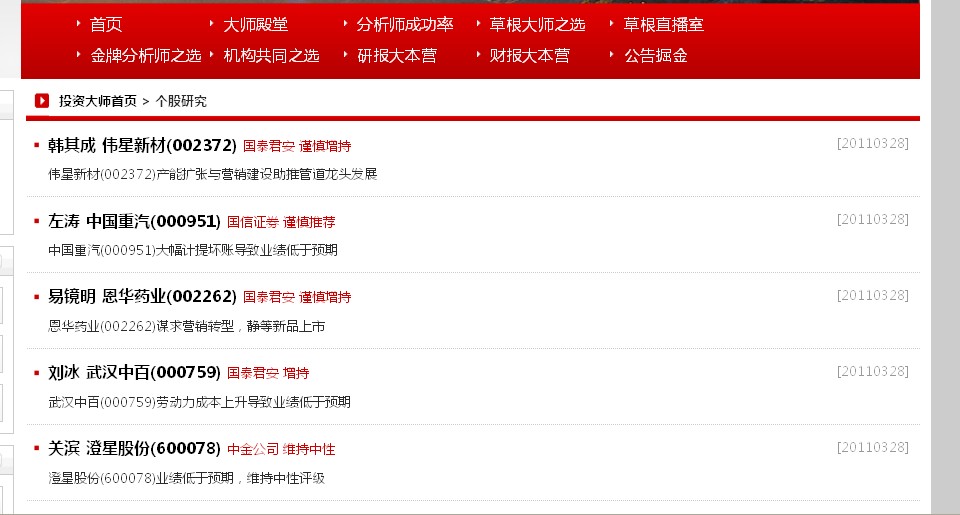 首页 大师殿堂 分析师成功率 草根大师之选 草根直播室
金牌分析师之选 机构共同之选 研报大本营 财报大本营 公告掘金
投资大师首页 > 个股研究
韩其成 伟星新材(002372) 国泰君安 谨慎增持 [20110328]
伟星新材(002372)产能扩张与营销建设助推管道龙头发展
左涛 中国重汽(000951) 国信证券 谨慎推荐 [20110328]
中国重汽(000951)大幅计提坏账导致业绩低于预期
易镜明 恩华药业(002262) 国泰君安 谨慎增持 [20110328]
恩华药业(002262)谋求营销转型，静等新品上市
刘冰 武汉中百(000759) 国泰君安 增持 [20110328]
武汉中百(000759)劳动力成本上升导致业绩低于预期
关滨 澄星股份(600078) 中金公司 维持中性 [20110328]
澄星股份(600078)业绩低于预期，维持中性评级